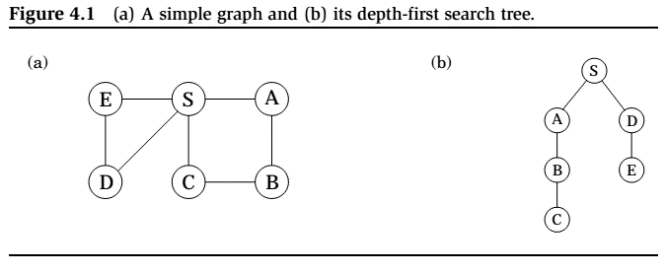 Figure 4.1 (a) A simple graph and (b) its depth-first search tree.
(a)
E S A
D C B
(b)
S
A D
B E
C